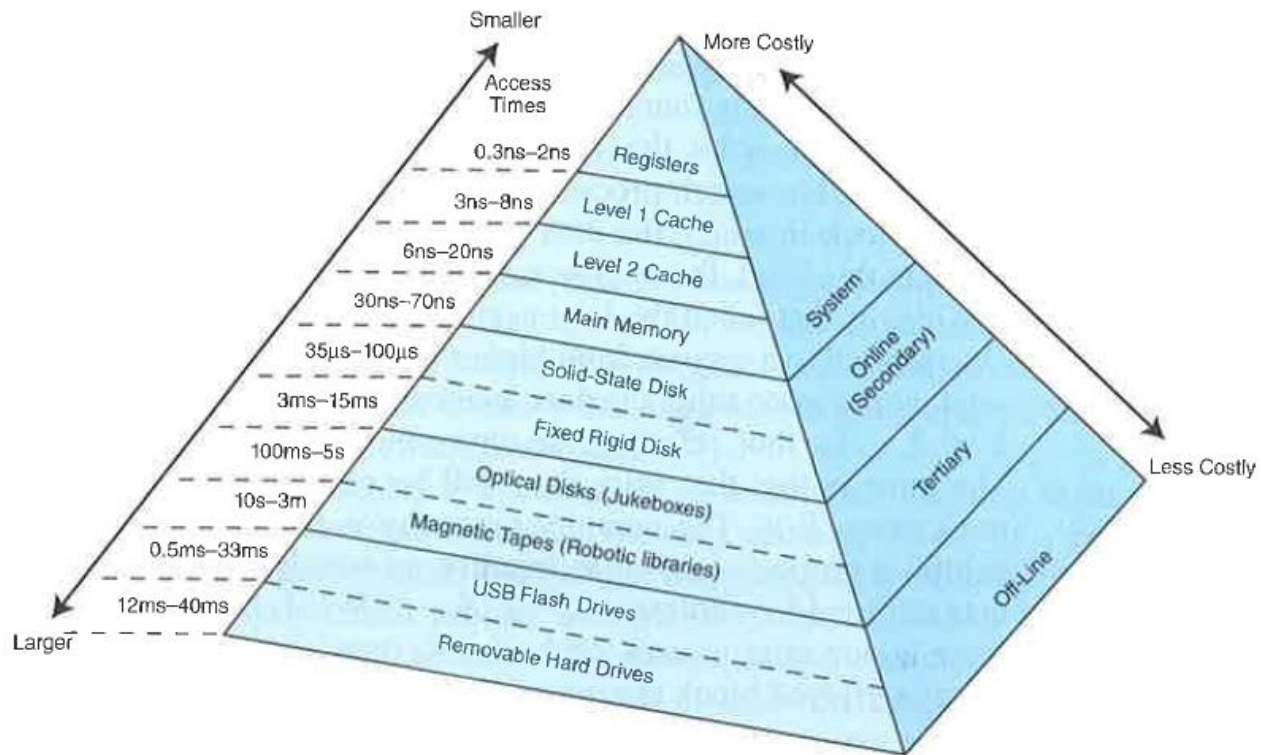 Smaller
More Costly
Access
Times
0.3ns–2ns
Registers
3ns–8ns
Level 1 Cache
6ns–20ns
Level 2 Cache
30ns–70ns
Main Memory
System
35µs–100µs
Solid-State Disk
Online
(Secondary)
3ms–15ms
Fixed Rigid Disk
100ms–5s
Optical Disks (Jukeboxes)
Tertiary
Less Costly
10s–3m
Magnetic Tapes (Robotic libraries)
0.5ms–33ms
USB Flash Drives
Off-Line
12ms–40ms
Removable Hard Drives
Larger